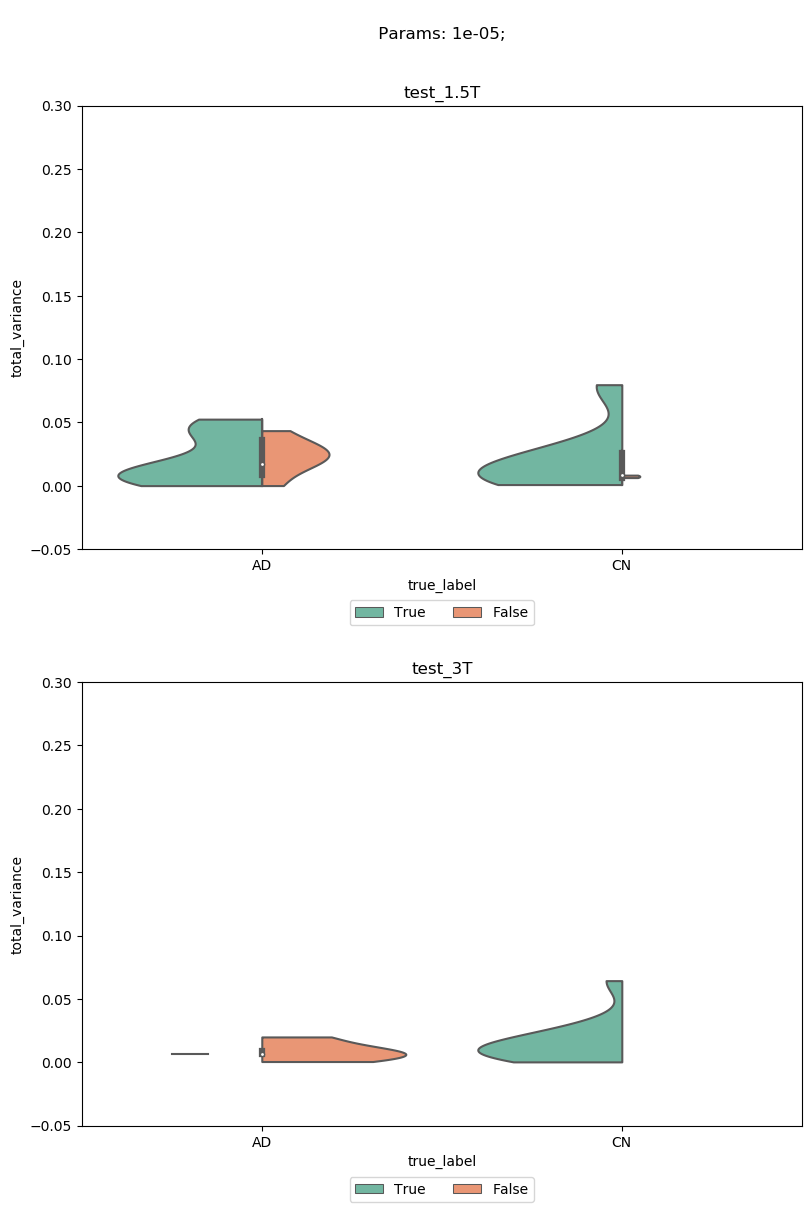 Params: 1e-05;
test_1.5T
0.30
0.25
0.20
0.15
0.10
0.05
0.00
−0.05
total_variance
AD CN
true_label
True False
test_3T
0.30
0.25
0.20
0.15
0.10
0.05
0.00
−0.05
total_variance
AD CN
true_label
True False